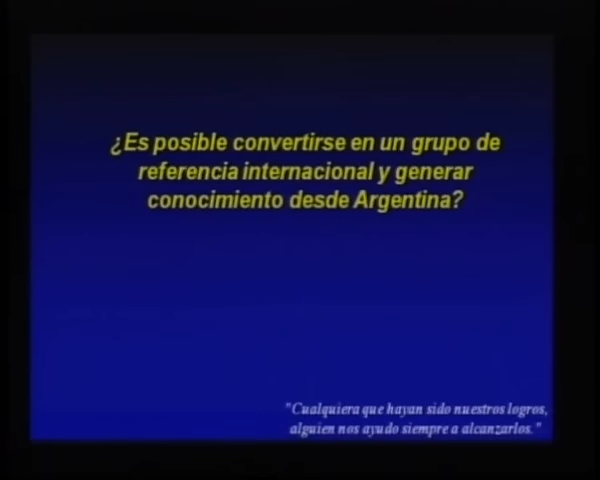 ¿Es posible convertirse en un grupo de
referencia internacional y generar
conocimiento desde Argentina?
"Cualquiera que hayan sido nuestros logros,
alguien nos ayudo siempre a alcanzarlos."